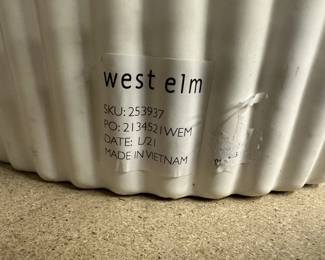 west elm
SKU: 253937
PO: 2134521WEM
DATE: 1/21
MADE IN VIETNAM